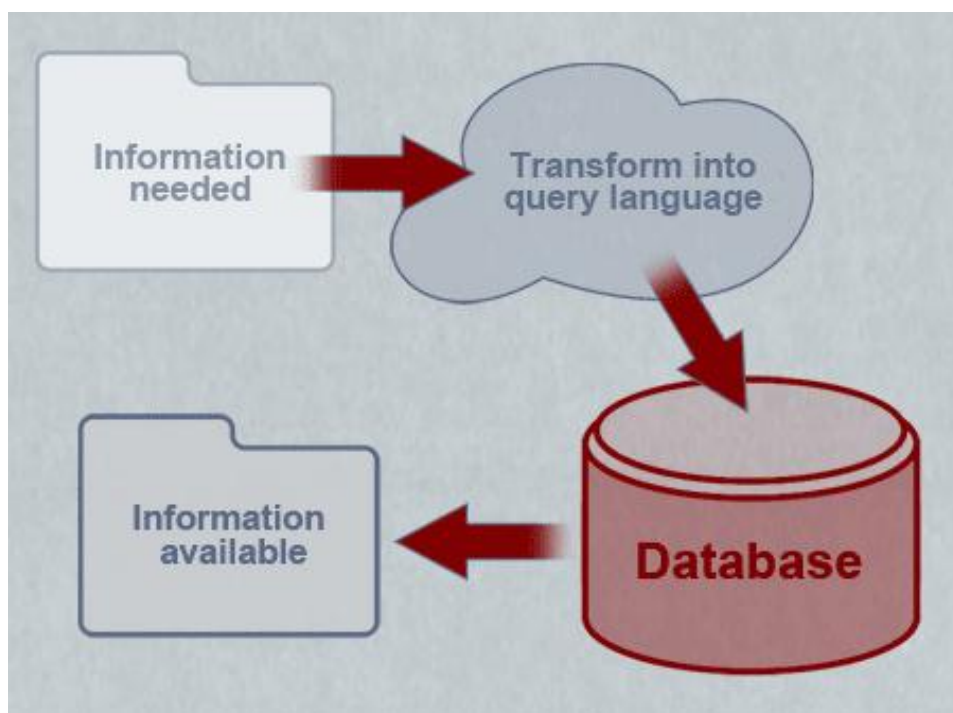 Information
needed
Transform into
query language
Database
Information
available